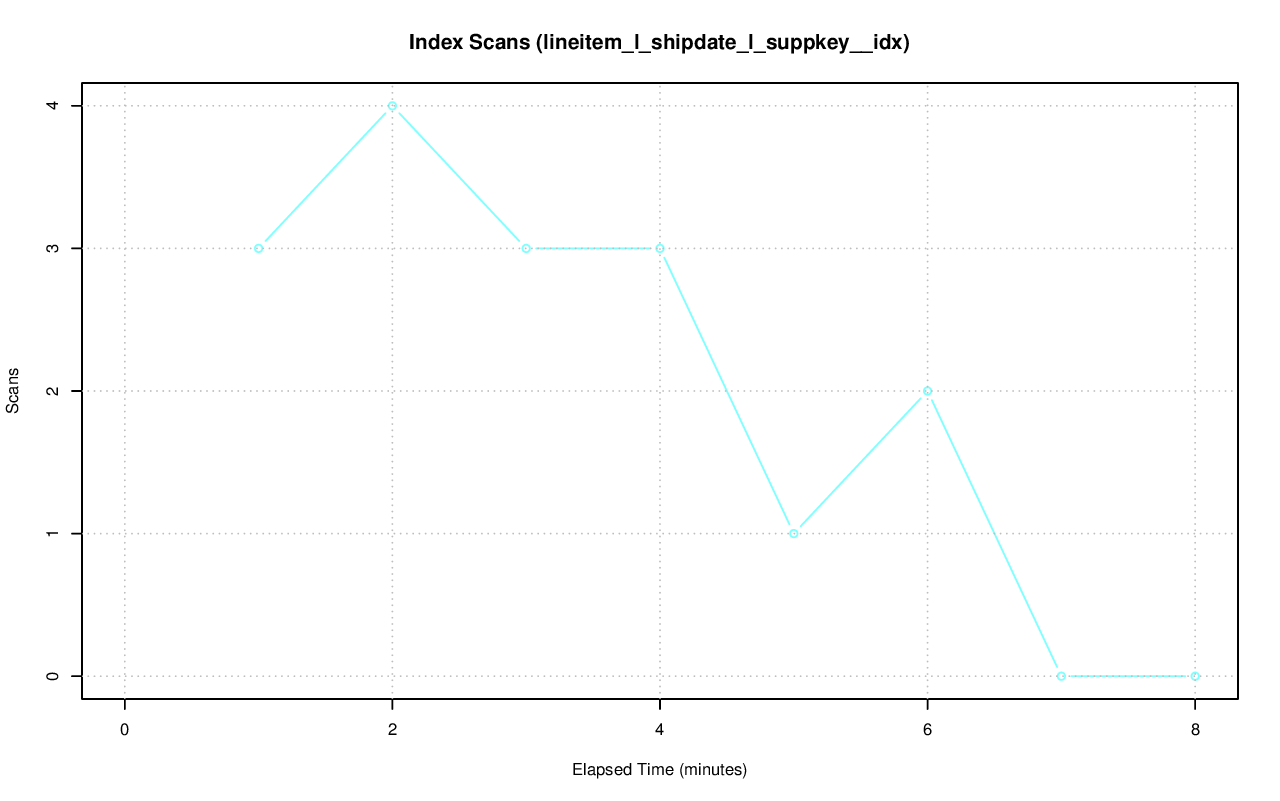 Index Scans (lineitem_l_shipdate_l_suppkey__idx)
4
3
2
1
0
Scans
0 2 4 6 8
Elapsed Time (minutes)